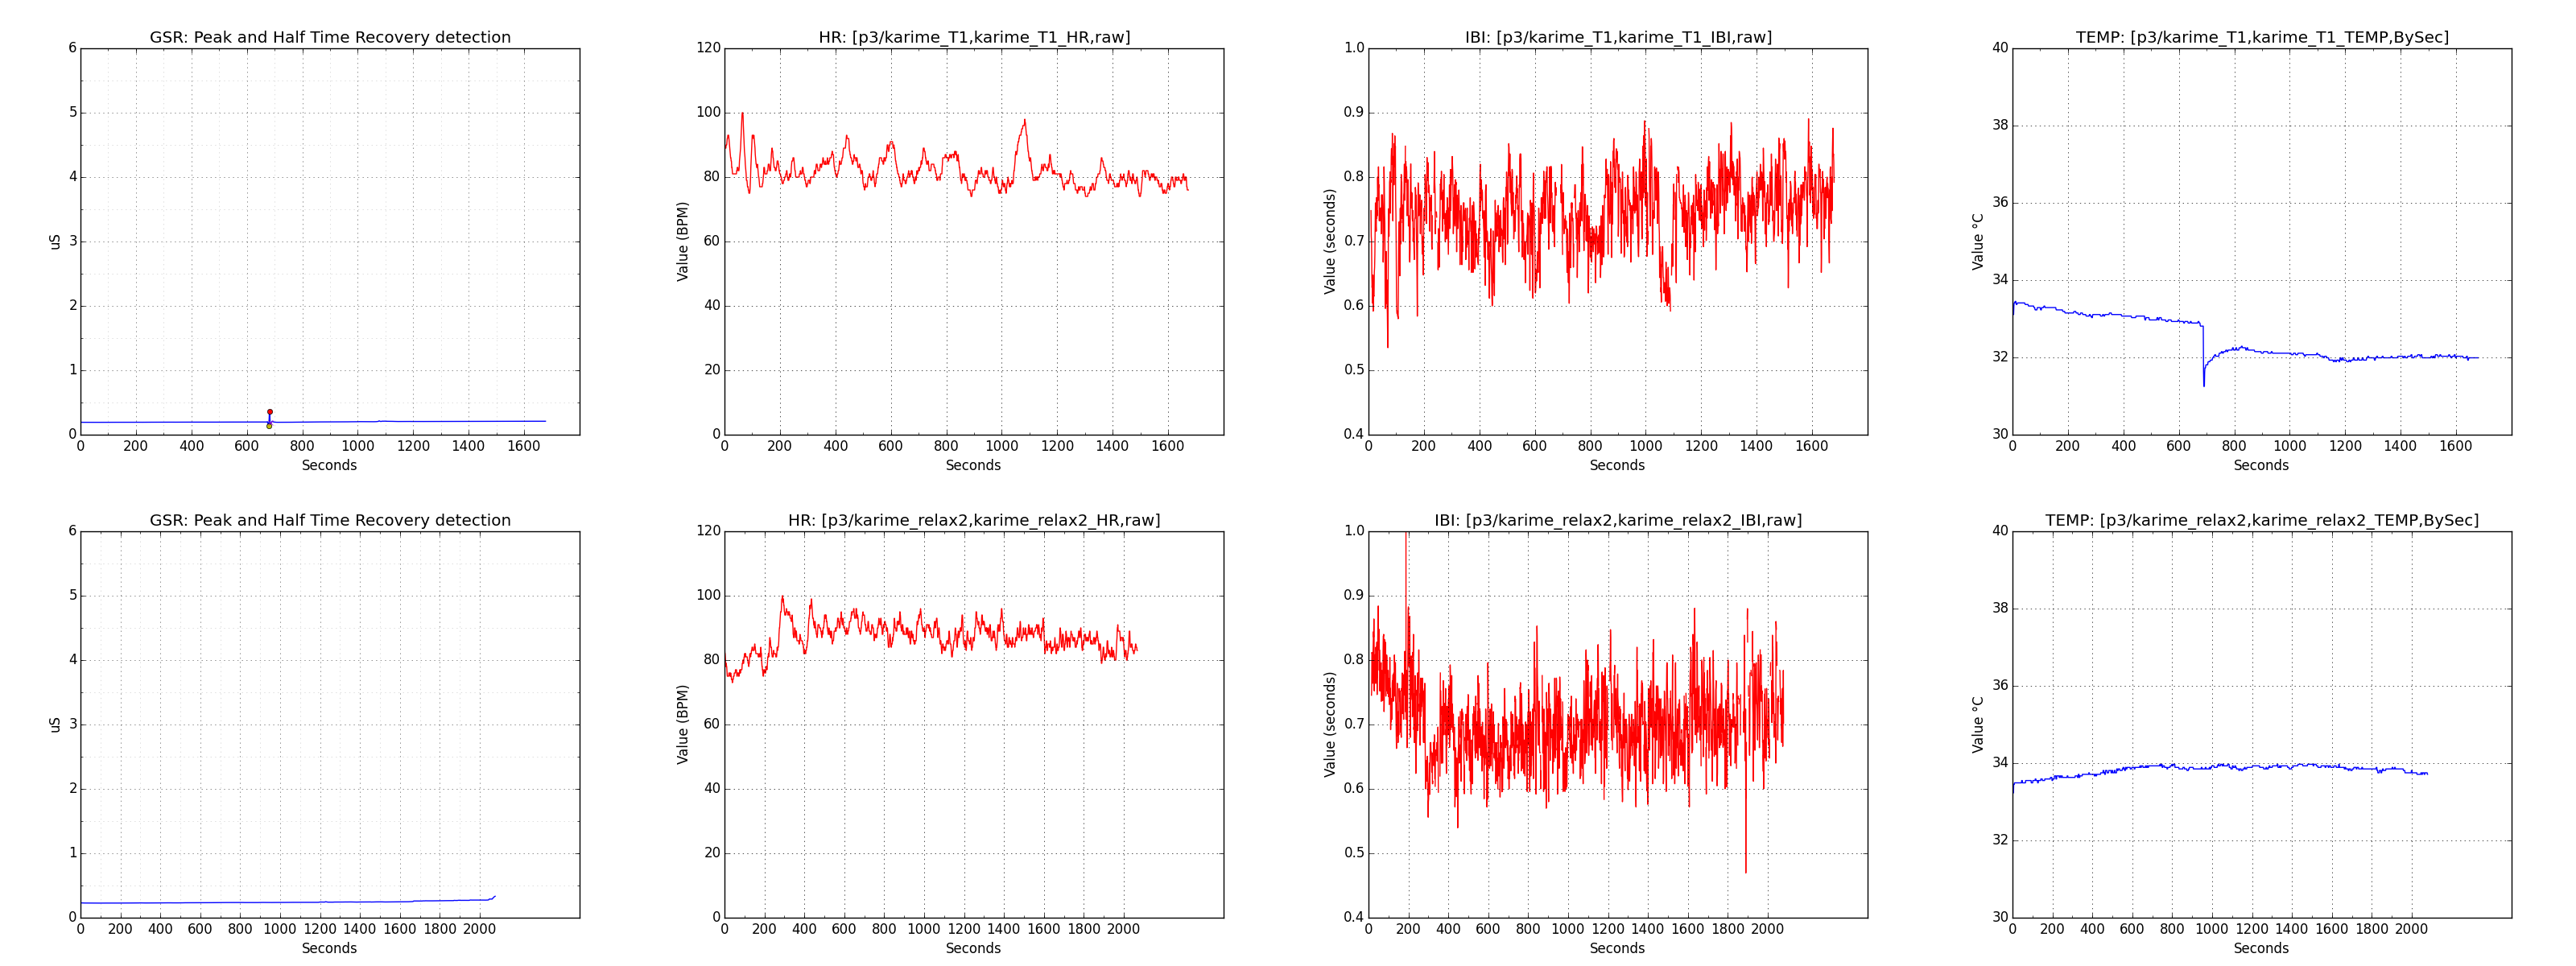 GSR: Peak and Half Time Recovery detection
6
5
4
3
2
1
0
uS
0 200 400 600 800 1000 1200 1400 1600
Seconds
HR: [p3/karime_T1,karime_T1_HR,raw]
120
100
80
60
40
20
0
Value (BPM)
0 200 400 600 800 1000 1200 1400 1600
Seconds
IBI: [p3/karime_T1,karime_T1_IBI,raw]
1.0
0.9
0.8
0.7
0.6
0.5
0.4
Value (seconds)
0 200 400 600 800 1000 1200 1400 1600
Seconds
TEMP: [p3/karime_T1,karime_T1_TEMP,BySec]
40
38
36
34
32
30
Value °C
0 200 400 600 800 1000 1200 1400 1600
Seconds
GSR: Peak and Half Time Recovery detection
6
5
4
3
2
1
0
uS
0 200 400 600 800 1000 1200 1400 1600 1800 2000
Seconds
HR: [p3/karime_relax2,karime_relax2_HR,raw]
120
100
80
60
40
20
0
Value (BPM)
0 200 400 600 800 1000 1200 1400 1600 1800 2000
Seconds
IBI: [p3/karime_relax2,karime_relax2_IBI,raw]
1.0
0.9
0.8
0.7
0.6
0.5
0.4
Value (seconds)
0 200 400 600 800 1000 1200 1400 1600 1800 2000
Seconds
TEMP: [p3/karime_relax2,karime_relax2_TEMP,BySec]
40
38
36
34
32
30
Value °C
0 200 400 600 800 1000 1200 1400 1600 1800 2000
Seconds